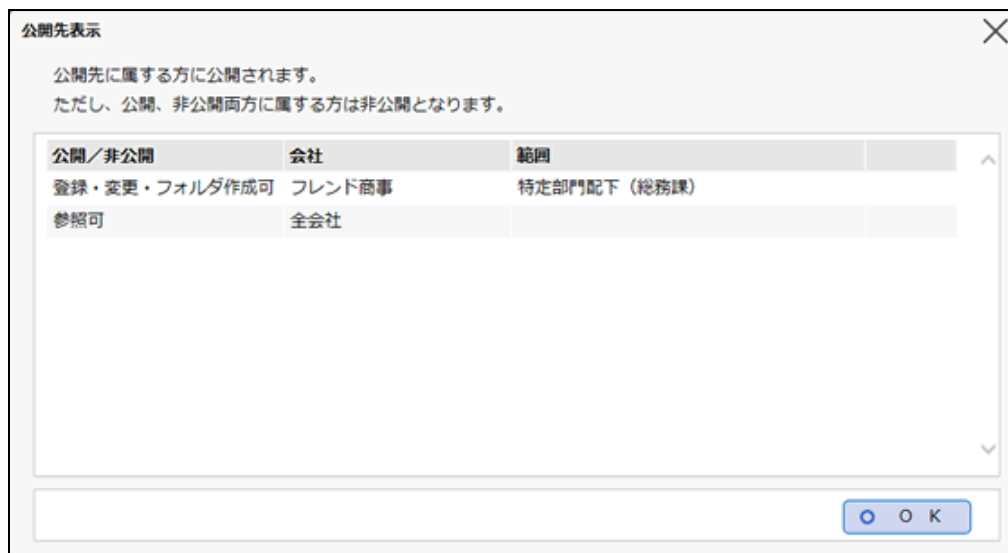 公開先表示
公開先に属する方に公開されます。
ただし、公開、非公開両方に属する方は非公開となります。
公開／非公開 会社 範囲
登録・変更・フォルダ作成可 フレンド商事 特定部門配下（総務課）
参照可 全会社
ＯＫ